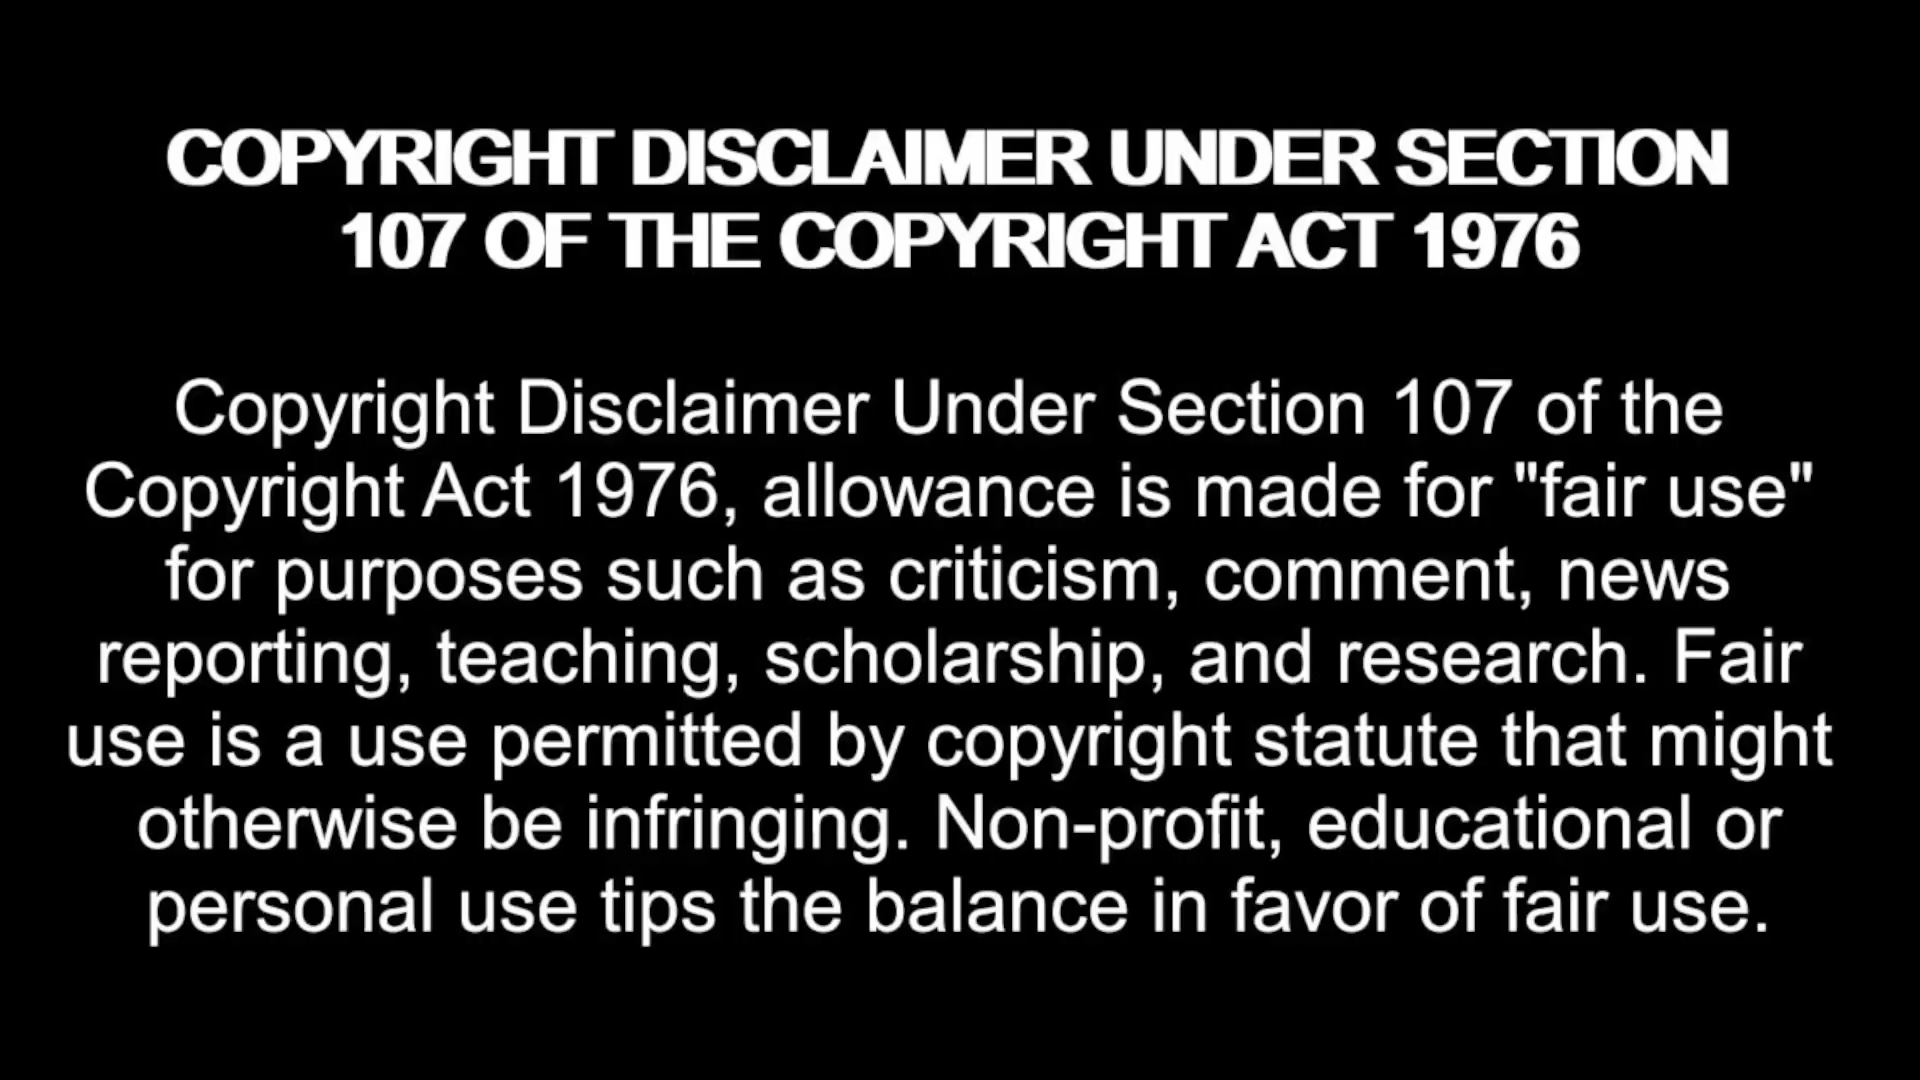 COPYRIGHT DISCLAIMER UNDER SECTION
107 OF THE COPYRIGHT ACT 1976
Copyright Disclaimer Under Section 107 of the
Copyright Act 1976, allowance is made for "fair use"
for purposes such as criticism, comment, news
reporting, teaching, scholarship, and research. Fair
use is a use permitted by copyright statute that might
otherwise be infringing. Non-profit, educational or
personal use tips the balance in favor of fair use.